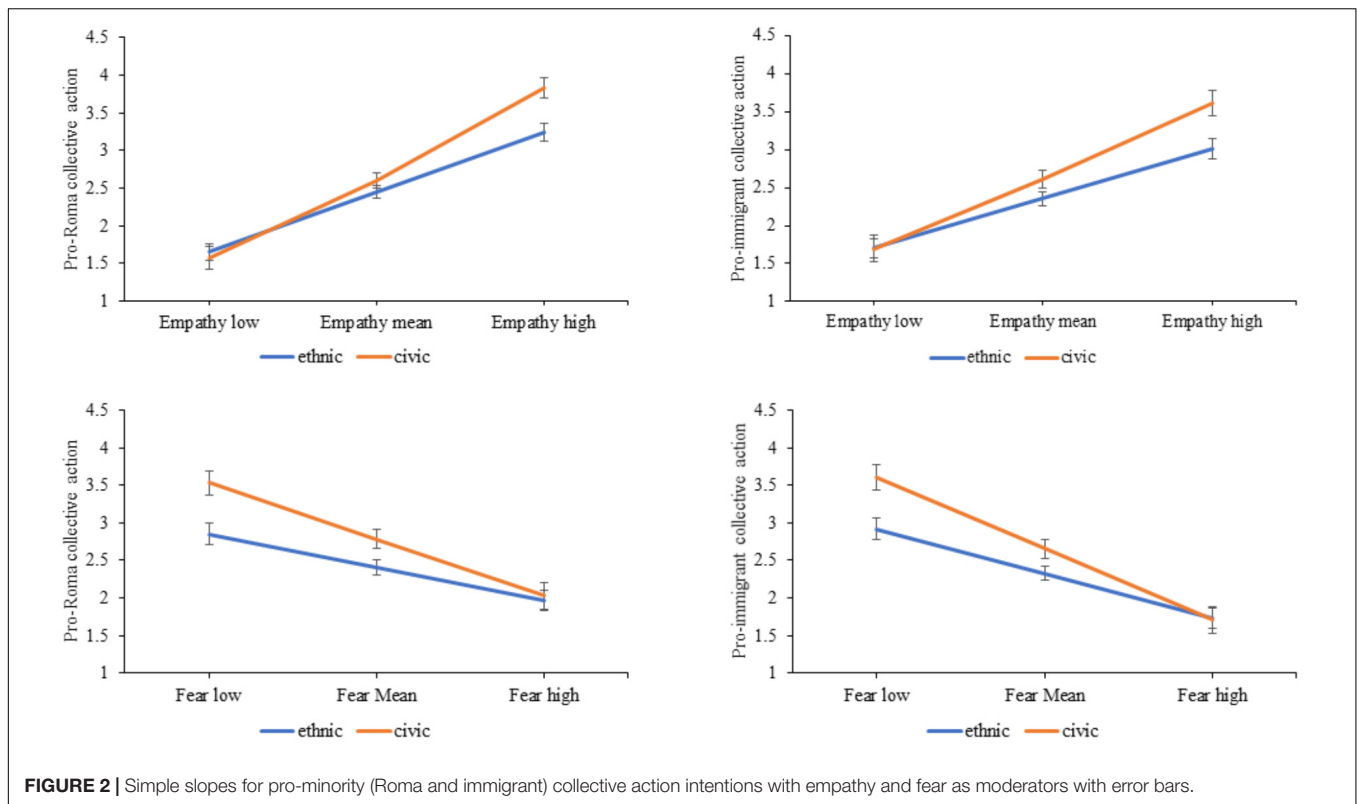 Pro-Roma collective action
4.5
4
3.5
3
2.5
2
1.5
1
Empathy low Empathy mean Empathy high
ethnic civic
Pro-immigrant collective action
4.5
4
3.5
3
2.5
2
1.5
1
Empathy low Empathy mean Empathy high
ethnic civic
Pro-Roma collective action
4.5
4
3.5
3
2.5
2
1.5
1
Fear low Fear Mean Fear high
ethnic civic
Pro-immigrant collective action
4.5
4
3.5
3
2.5
2
1.5
1
Fear low Fear Mean Fear high
ethnic civic
FIGURE 2 | Simple slopes for pro-minority (Roma and immigrant) collective action intentions with empathy and fear as moderators with error bars.